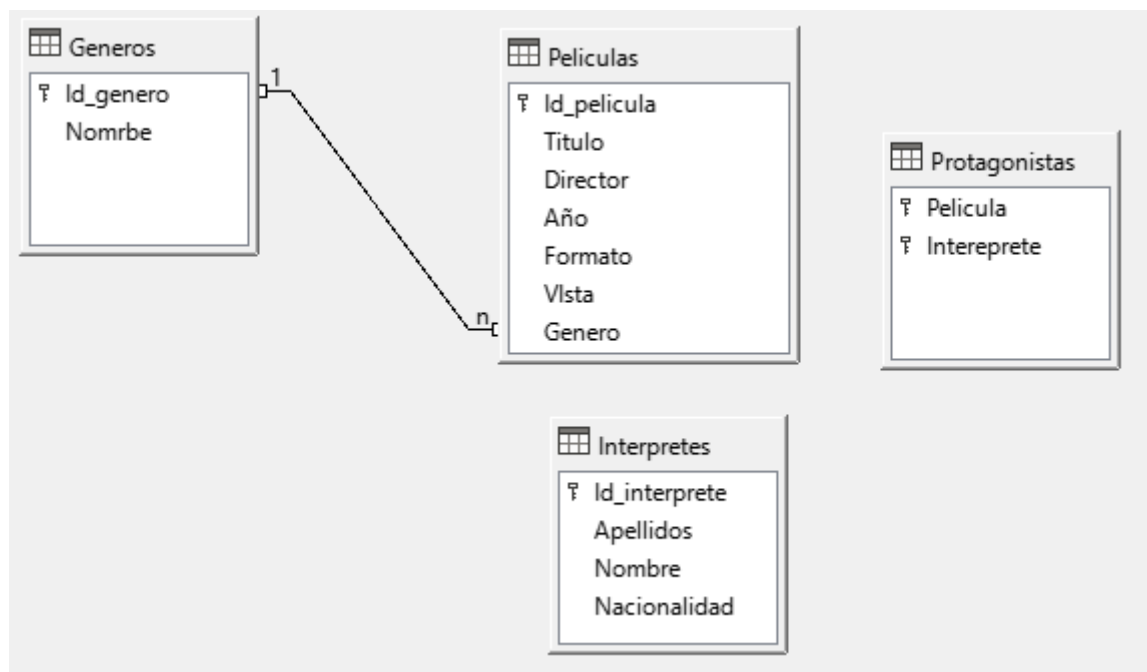 Generos
Id_genero
Nomrbe
1
n
Peliculas
Id_pelicula
Titulo
Director
Año
Formato
VIsta
Genero
Protagonistas
Pelicula
Intereprete
Interpretes
Id_interprete
Apellidos
Nombre
Nacionalidad